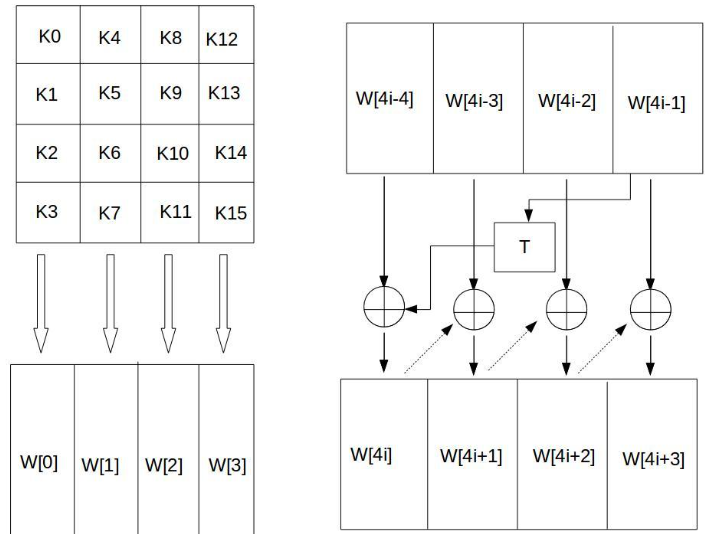 K0 K4 K8 K12
K1 K5 K9 K13
K2 K6 K10 K14
K3 K7 K11 K15
W[0] W[1] W[2] W[3]
W[4i-4] W[4i-3] W[4i-2] W[4i-1]
T
W[4i] W[4i+1] W[4i+2] W[4i+3]